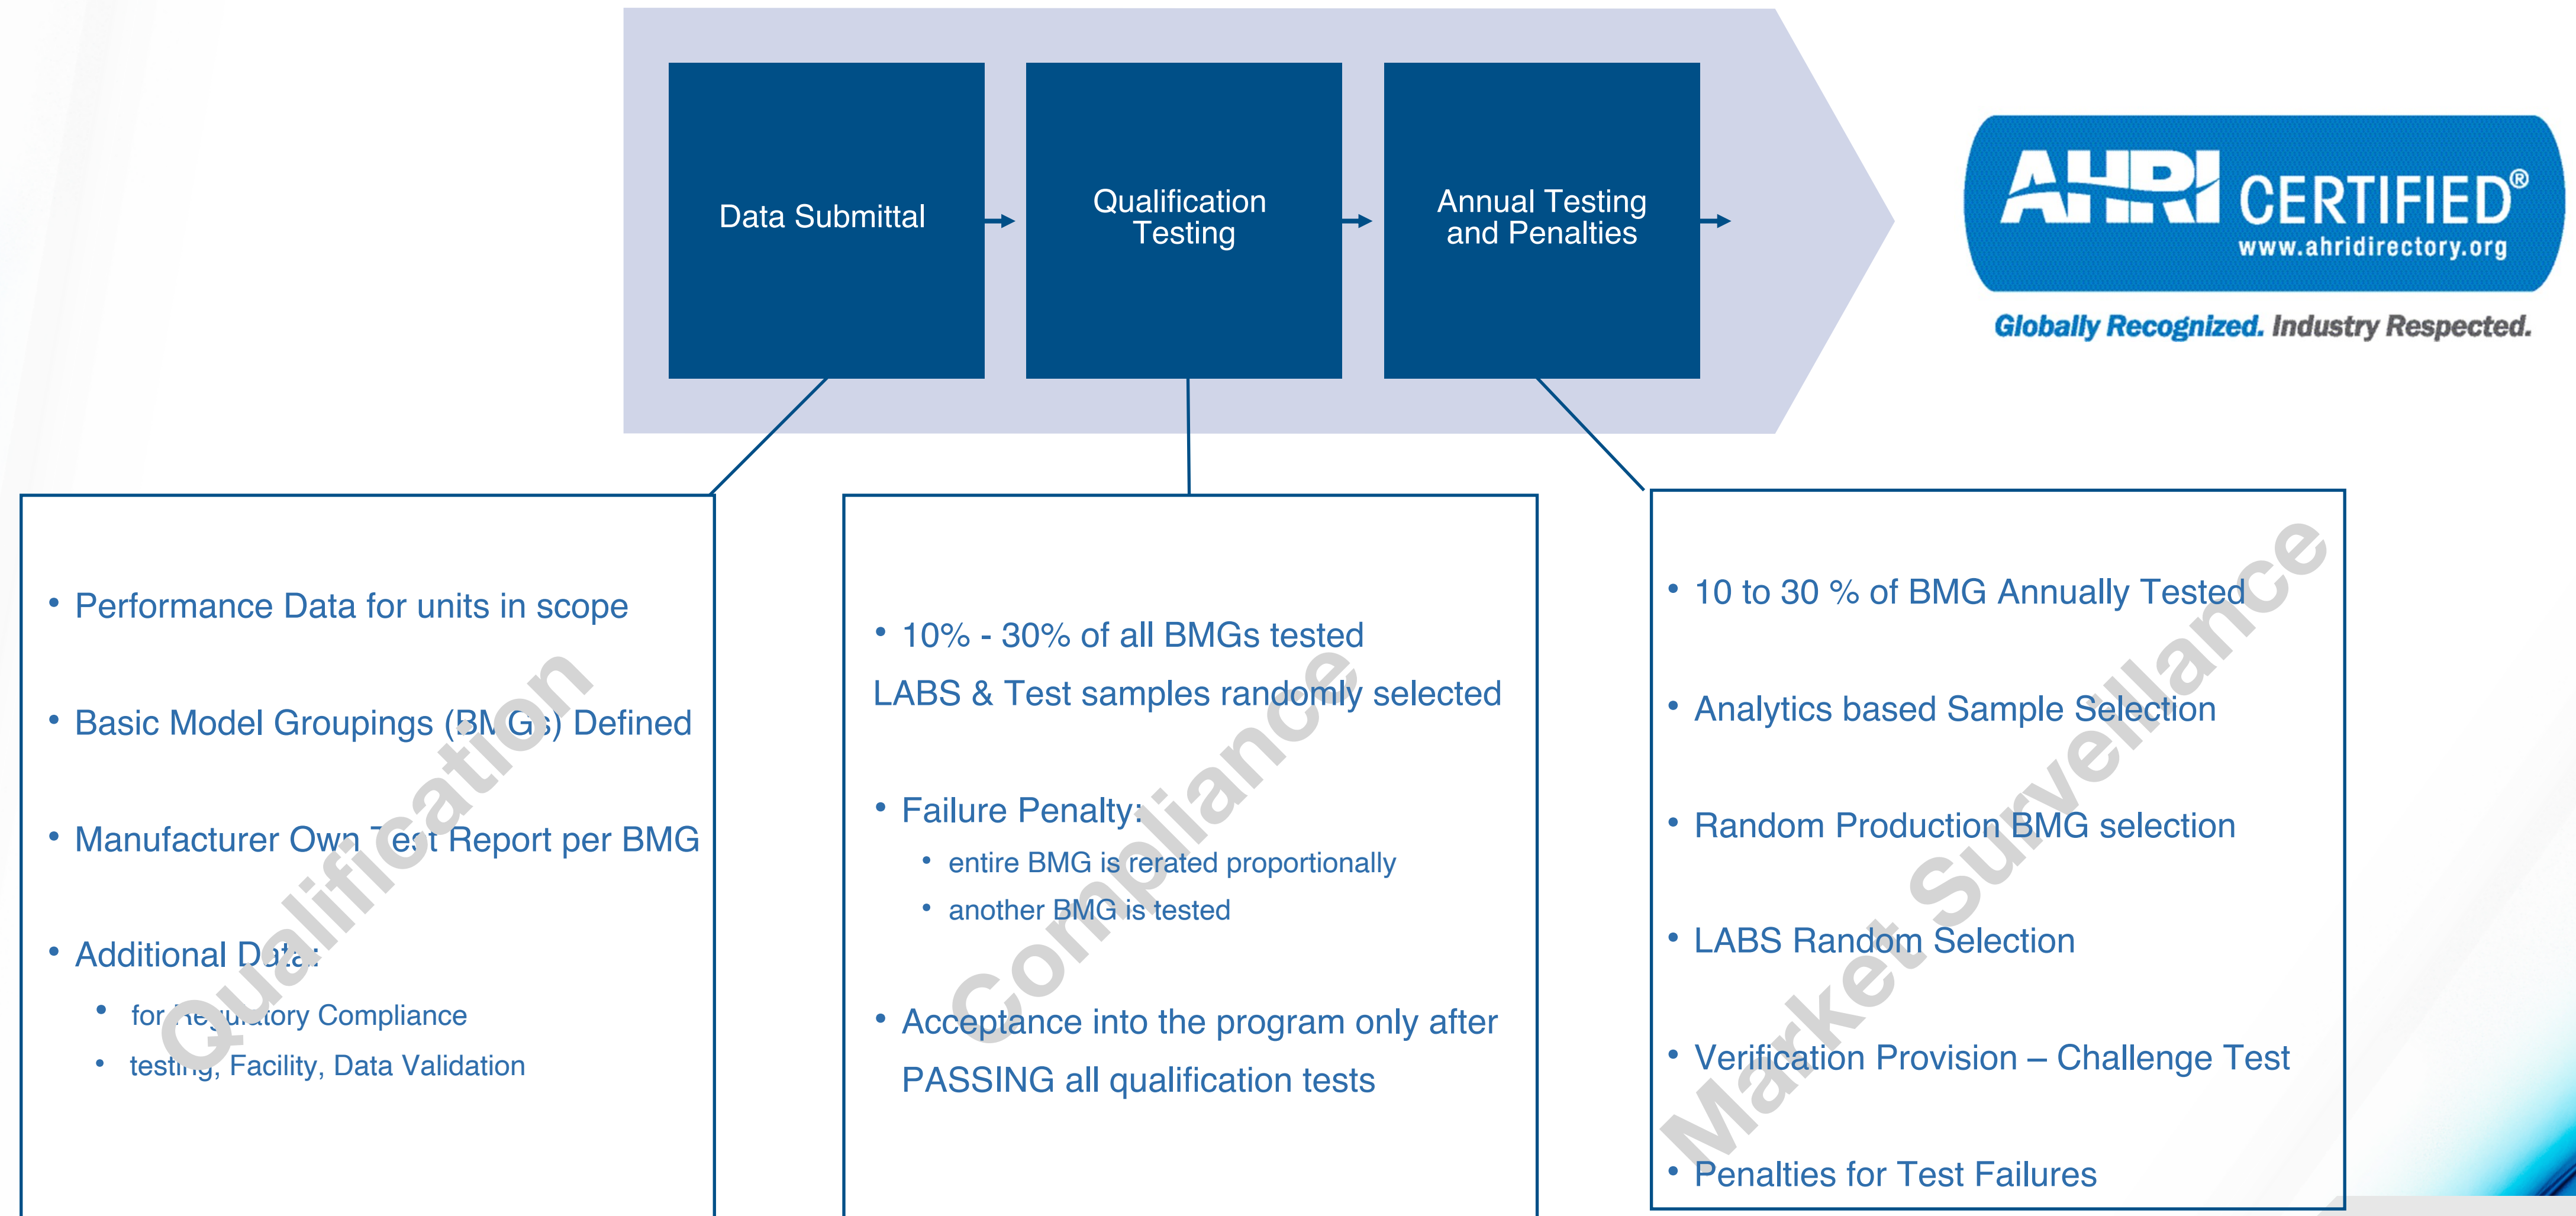 Data Submittal
Qualification
Testing
Annual Testing
and Penalties
AHRI CERTIFIED®
www.ahridirectory.org
Globally Recognized. Industry Respected.
• Performance Data for units in scope
• Basic Model Groupings (BMGs) Defined
• Manufacturer Own Test Report per BMG
• Additional Data:
• for Regulatory Compliance
• testing, Facility, Data Validation
Qualification
• 10% - 30% of all BMGs tested
LABS & Test samples randomly selected
• Failure Penalty:
• entire BMG is rerated proportionally
• another BMG is tested
• Acceptance into the program only after
PASSING all qualification tests
Compliance
• 10 to 30 % of BMG Annually Tested
• Analytics based Sample Selection
• Random Production BMG selection
• LABS Random Selection
• Verification Provision – Challenge Test
• Penalties for Test Failures
Market Surveillance